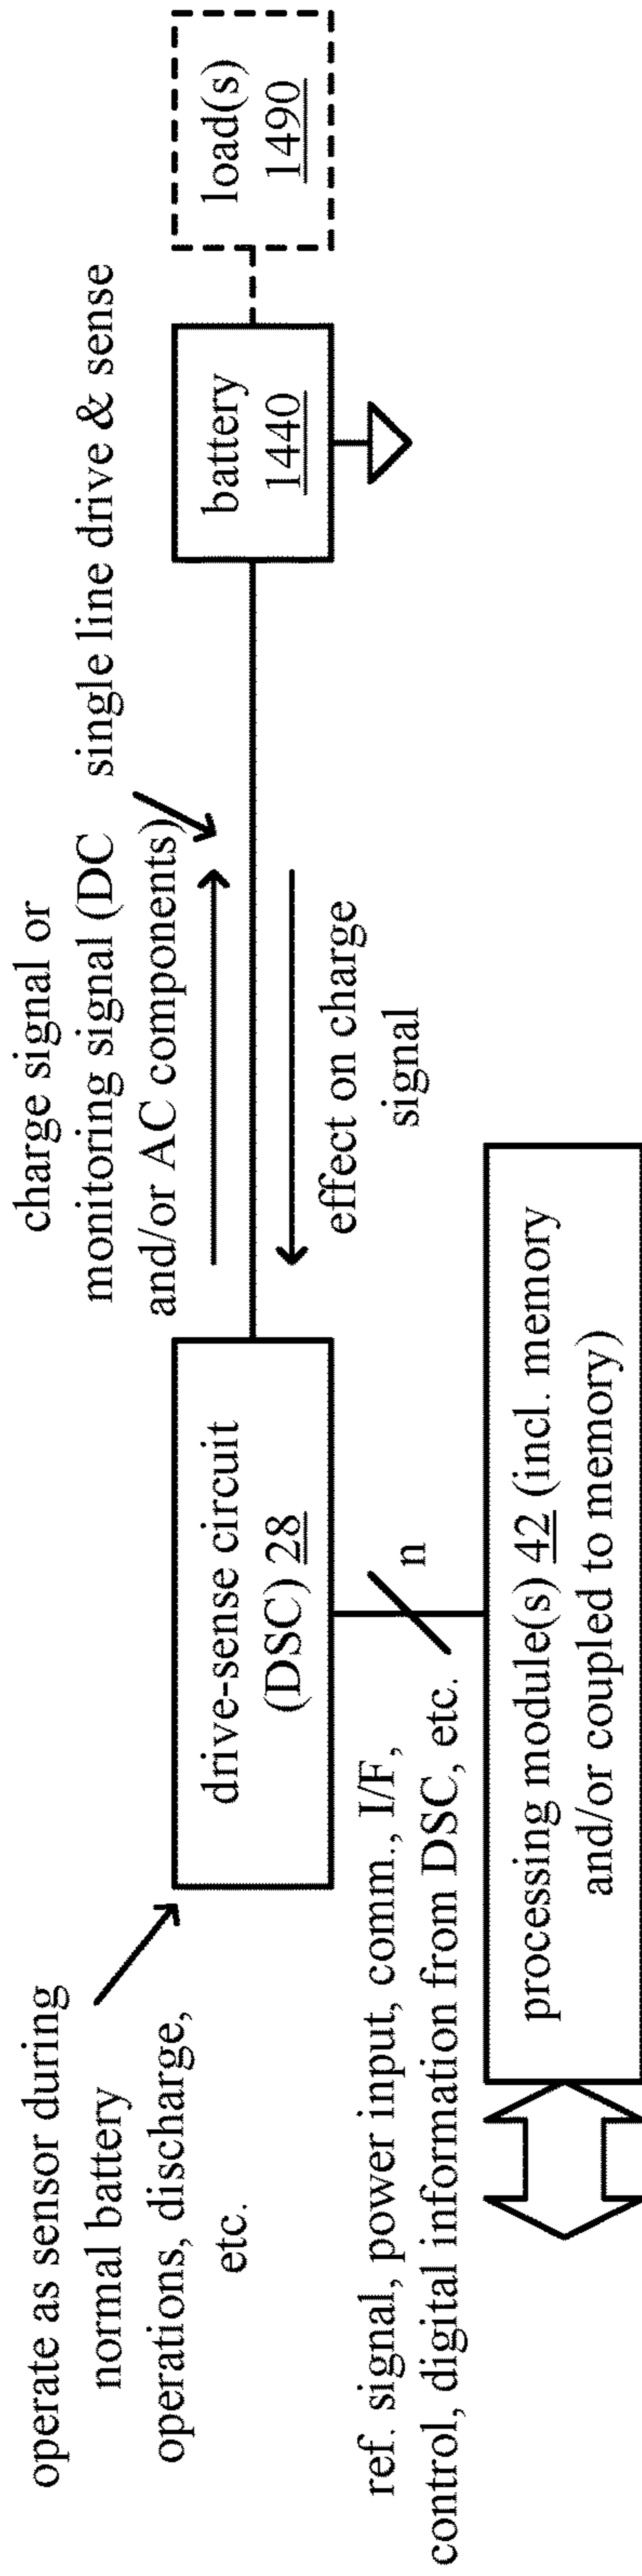 operate as sensor during
normal battery
operations, discharge,
etc.
drive-sense circuit
(DSC) 28
charge signal or
monitoring signal (DC
and/or AC components)
single line drive & sense
effect on charge
signal
battery
1440
load(s)
1490
ref. signal, power input, comm., I/F,
control, digital information from DSC, etc.
n
processing module(s) 42 (incl. memory
and/or coupled to memory)